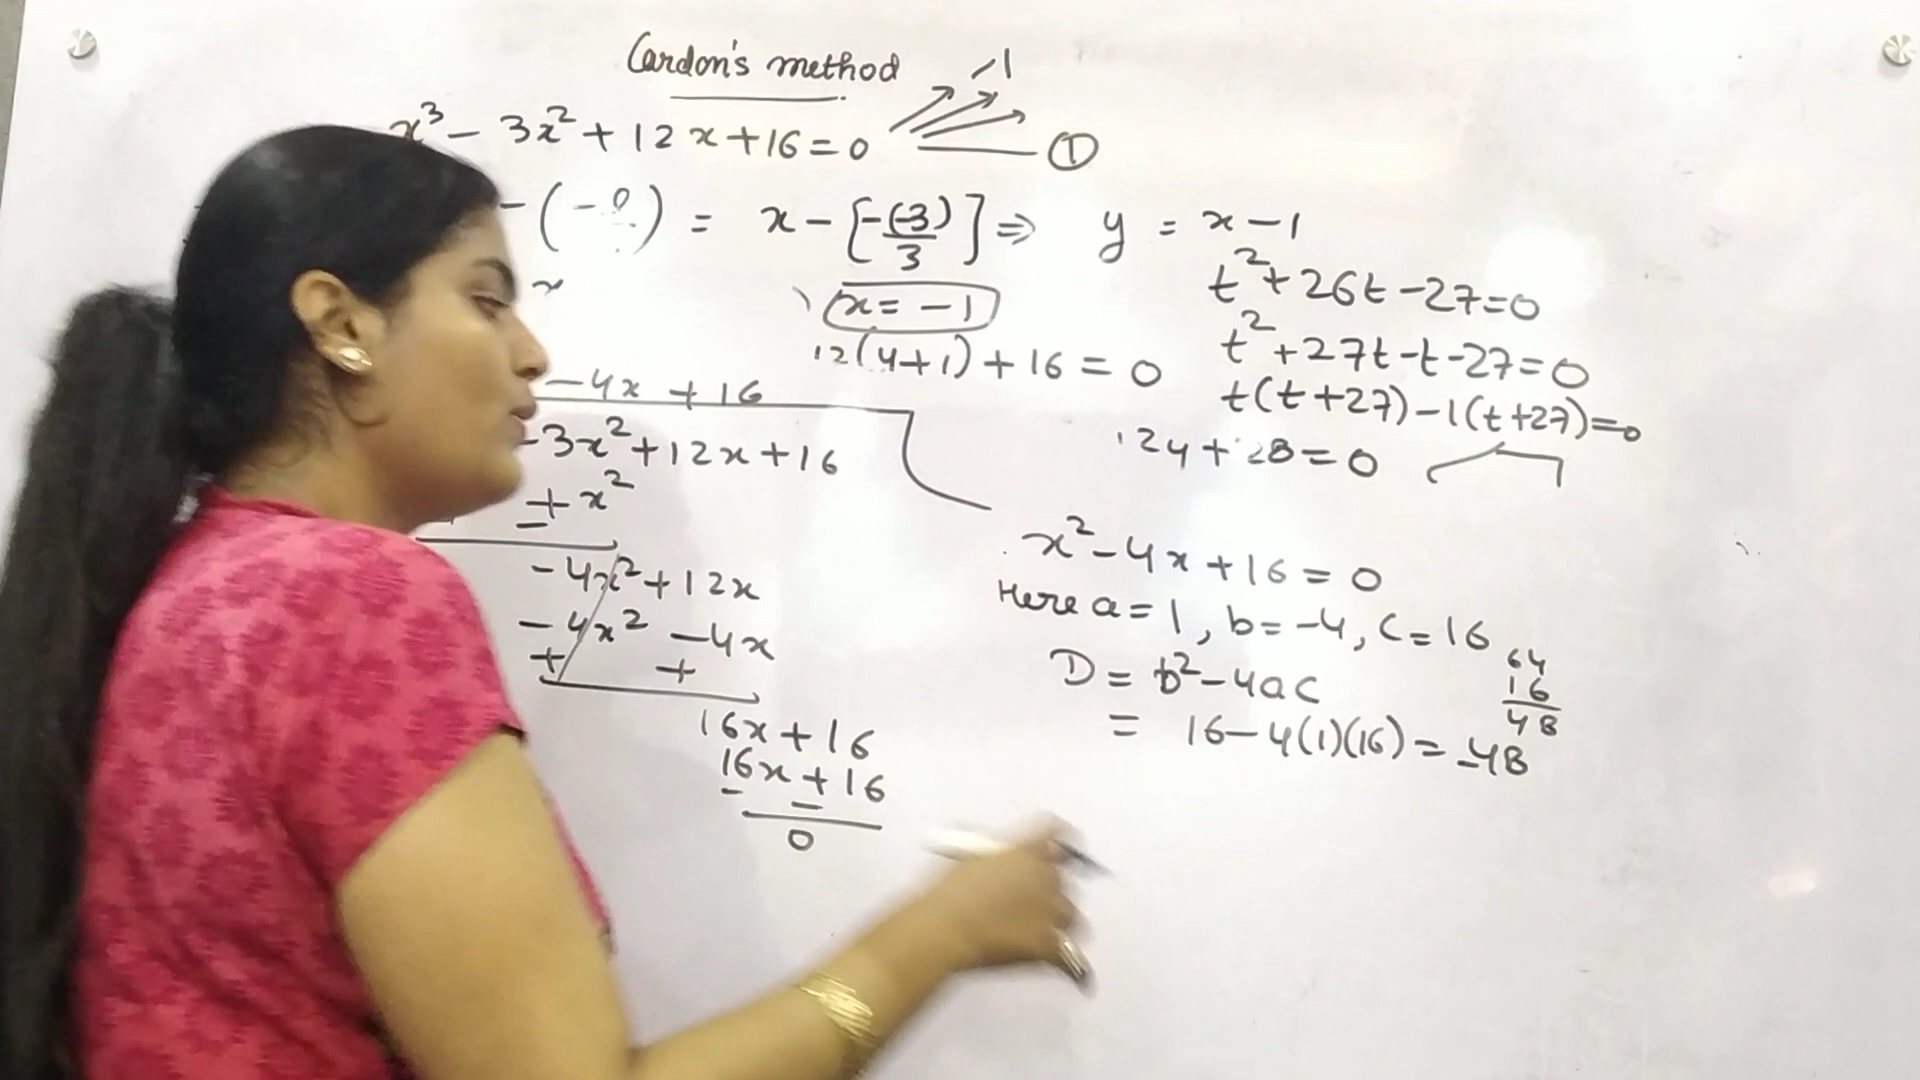 Cardon's method
-1
x³ - 3x² + 12x + 16 = 0 ①
- (- ) = x - [-(-3)/3] ⇒ y = x - 1
t² + 26t - 27 = 0
x = -1
12(y+1) + 16 = 0
t² + 27t - t - 27 = 0
t(t+27) - 1(t+27) = 0
12y + 28 = 0
-4x + 16
-3x² + 12x + 16
+ x²
-
-4x² + 12x
-4x² - 4x
+ +
16x + 16
16x + 16
- -
0
x² - 4x + 16 = 0
Here a = 1, b = -4, c = 16
D = b² - 4ac
= 16 - 4(1)(16) = -48
64
16
48